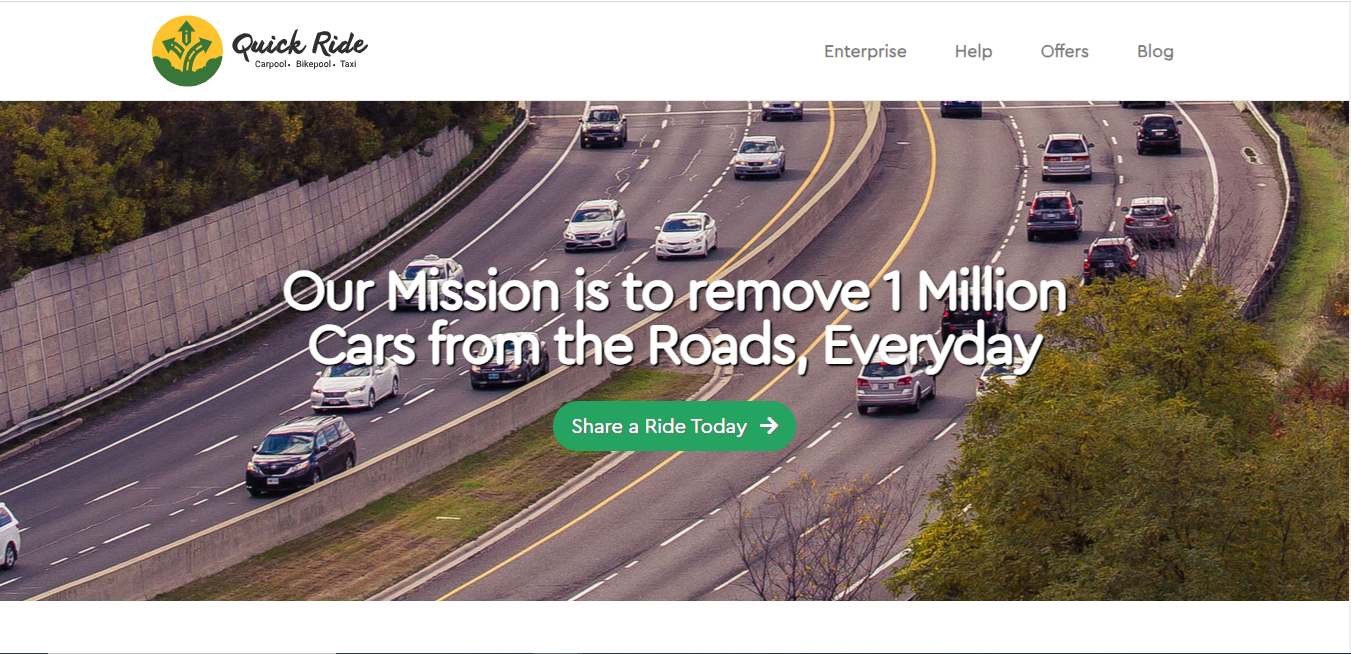 Quick Ride
Carpool• Bikepool• Taxi
Enterprise Help Offers Blog
Our Mission is to remove 1 Million
Cars from the Roads, Everyday
Share a Ride Today